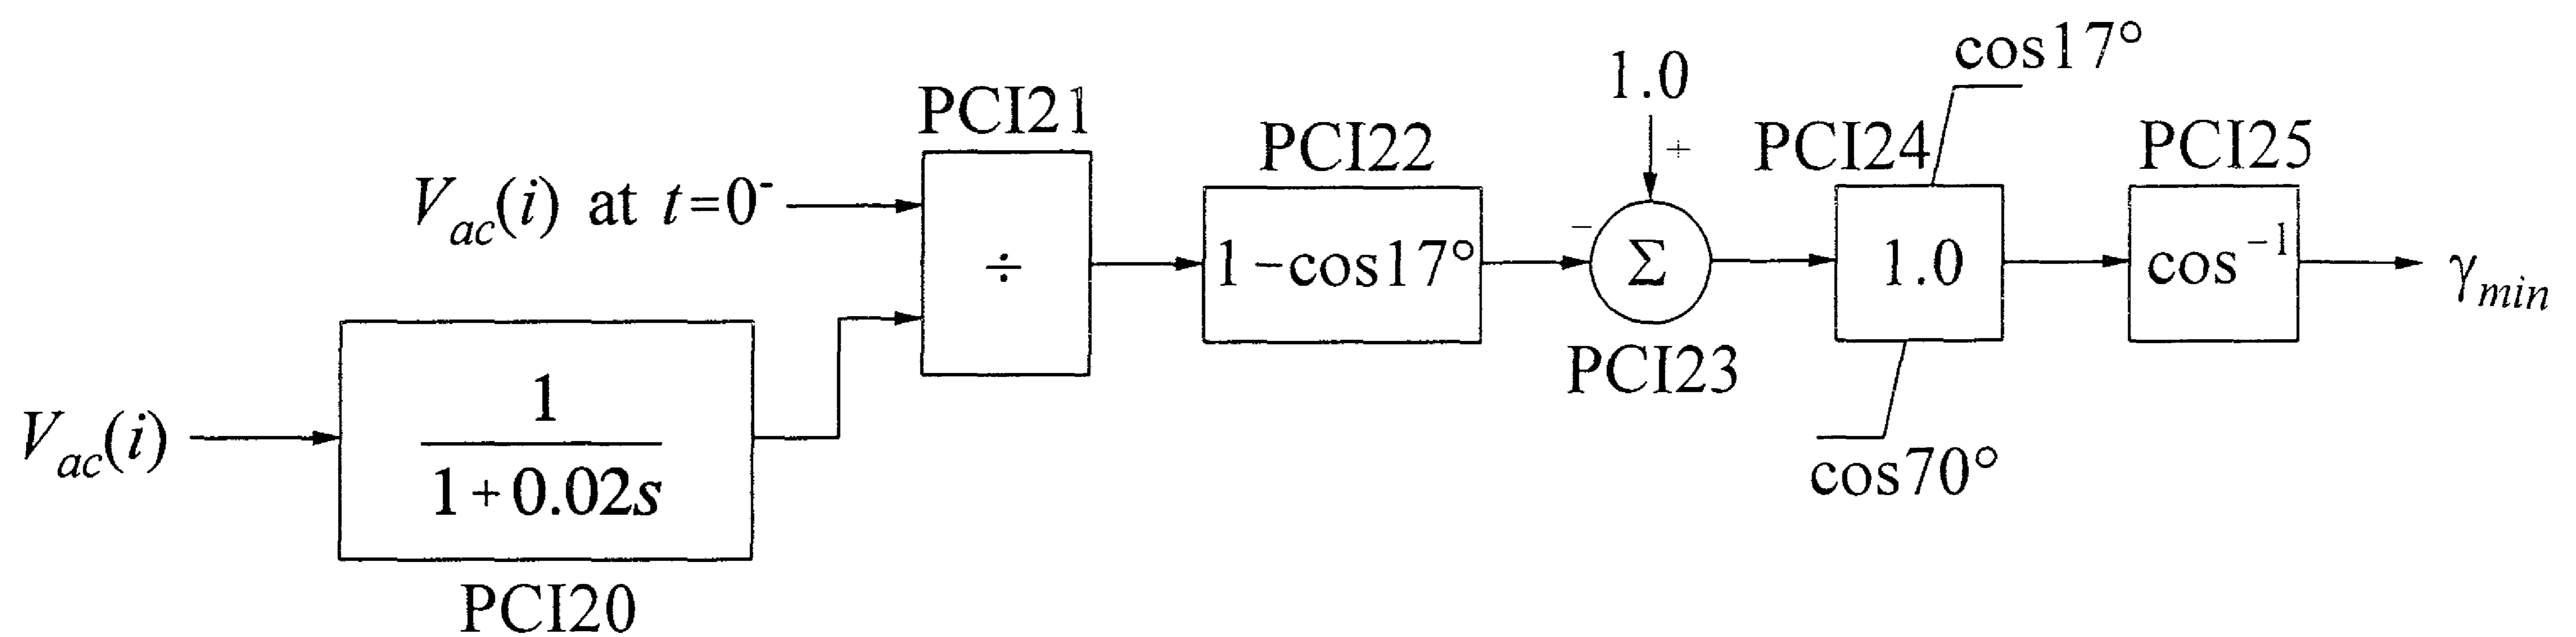 cos17°
1.0
PCI21
+
PCI22
PCI24
PCI25
V_ac(i) at t=0⁻
−
÷
1−cos17°
Σ
1.0
cos⁻¹
γ_min
PCI23
1
V_ac(i)
1+0.02s
cos70°
PCI20